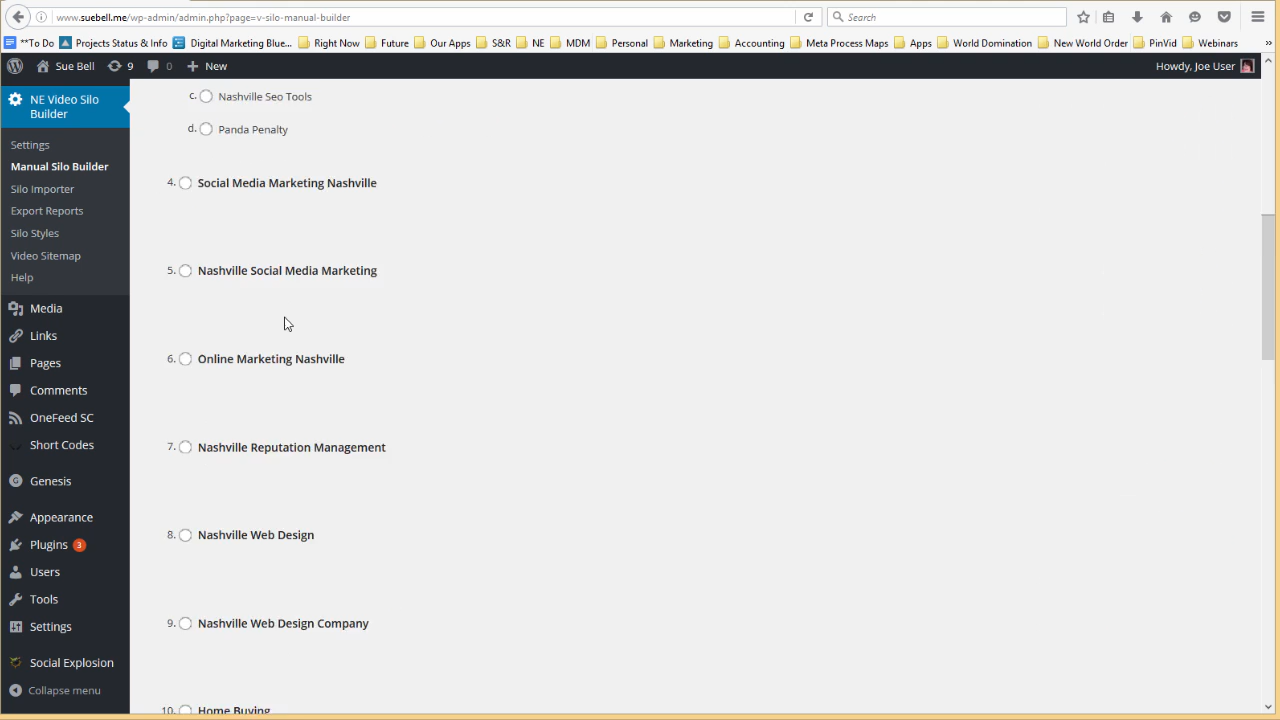 www.suebell.me/wp-admin/admin.php?page=v-silo-manual-builder
Search
**To Do
Projects Status & Info
Digital Marketing Blue...
Right Now
Future
Our Apps
S&R
NE
MDM
Personal
Marketing
Accounting
Meta Process Maps
Apps
World Domination
New World Order
PinVid
Webinars
»
Sue Bell
9
0
New
Howdy, Joe User
NE Video Silo
Builder
Settings
Manual Silo Builder
Silo Importer
Export Reports
Silo Styles
Video Sitemap
Help
Media
Links
Pages
Comments
OneFeed SC
Short Codes
Genesis
Appearance
Plugins 3
Users
Tools
Settings
Social Explosion
Collapse menu
c. Nashville Seo Tools
d. Panda Penalty
4. Social Media Marketing Nashville
5. Nashville Social Media Marketing
6. Online Marketing Nashville
7. Nashville Reputation Management
8. Nashville Web Design
9. Nashville Web Design Company
10. Home Buying